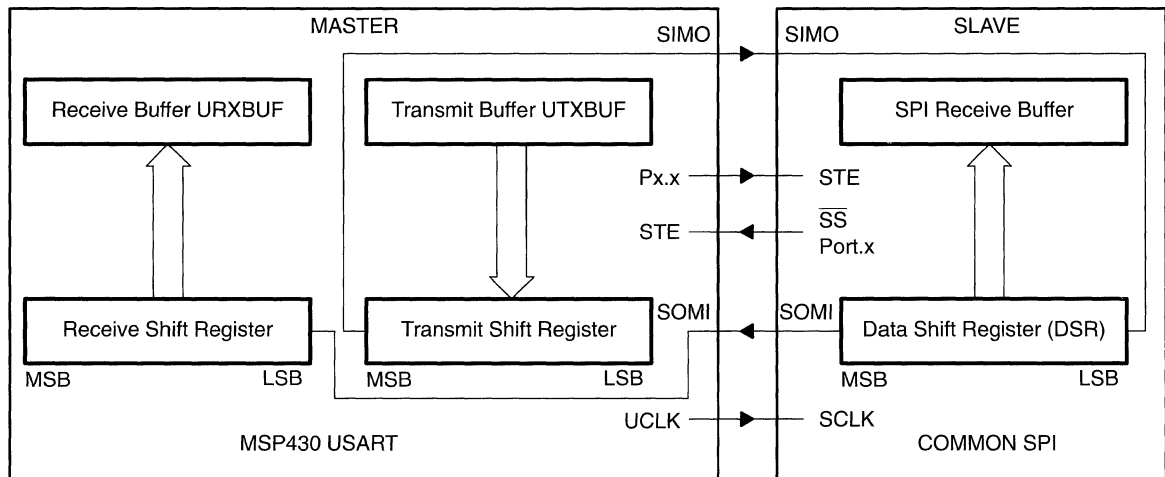 MASTER
SIMO
Receive Buffer URXBUF
Transmit Buffer UTXBUF
Px.x
STE
Receive Shift Register
Transmit Shift Register
SOMI
MSB
LSB
MSB
LSB
UCLK
MSP430 USART
SIMO
SLAVE
SPI Receive Buffer
STE
SS
Port.x
SOMI
Data Shift Register (DSR)
MSB
LSB
SCLK
COMMON SPI